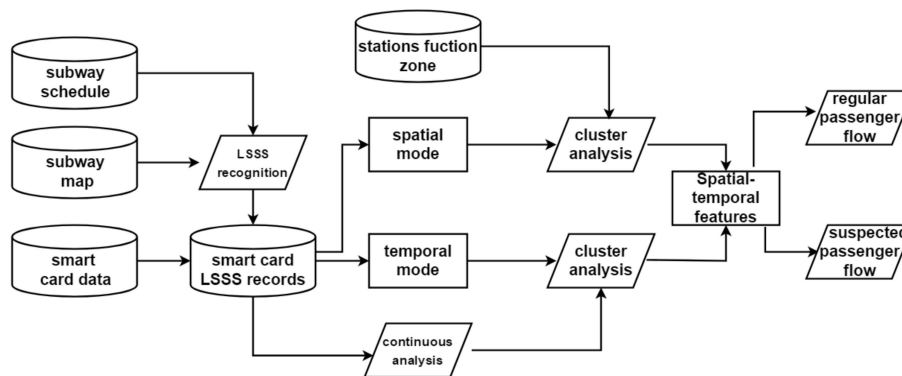 stations fuction
zone
subway
schedule
regular
passenger
flow
spatial
mode
cluster
analysis
LSSS
recognition
subway
map
Spatial-
temporal
features
smart
card data
smart card
LSSS records
temporal
mode
cluster
analysis
suspected
passenger
flow
continuous
analysis